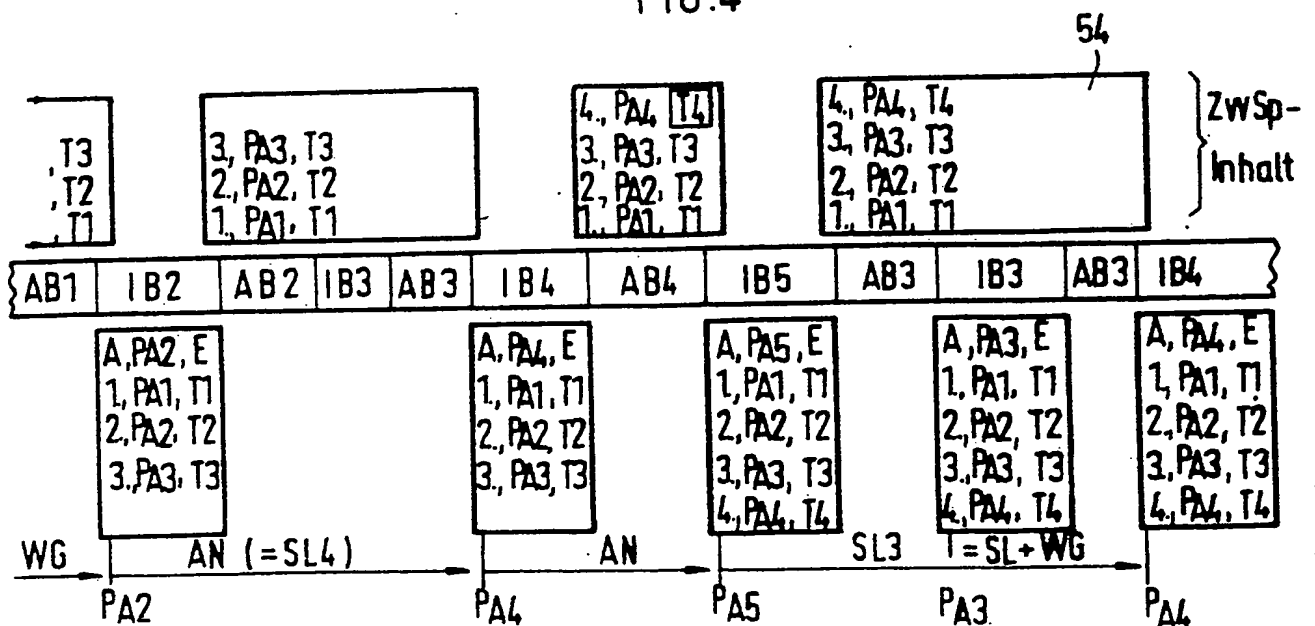 FIG.4
54
, T3
, T2
, T1
3., PA3, T3
2., PA2, T2
1., PA1, T1
4., PA4 T4
3., PA3, T3
2., PA2, T2
1., PA1, T1
4., PA4, T4
3., PA3, T3
2., PA2, T2
1., PA1, T1
ZwSp-
Inhalt
AB1 IB2 AB2 IB3 AB3 IB4 AB4 IB5 AB3 IB3 AB3 IB4
A, PA2, E
1., PA1, T1
2., PA2, T2
3., PA3, T3
A, PA4, E
1., PA1, T1
2., PA2, T2
3., PA3, T3
A, PA5, E
1., PA1, T1
2., PA2, T2
3., PA3, T3
4., PA4, T4
A, PA3, E
1., PA1, T1
2., PA2, T2
3., PA3, T3
4., PA4, T4
A, PA4, E
1., PA1, T1
2., PA2, T2
3., PA3, T3
4., PA4, T4
WG AN (=SL4) AN SL3 (=SL+WG
PA2 PA4 PA5 PA3 PA4